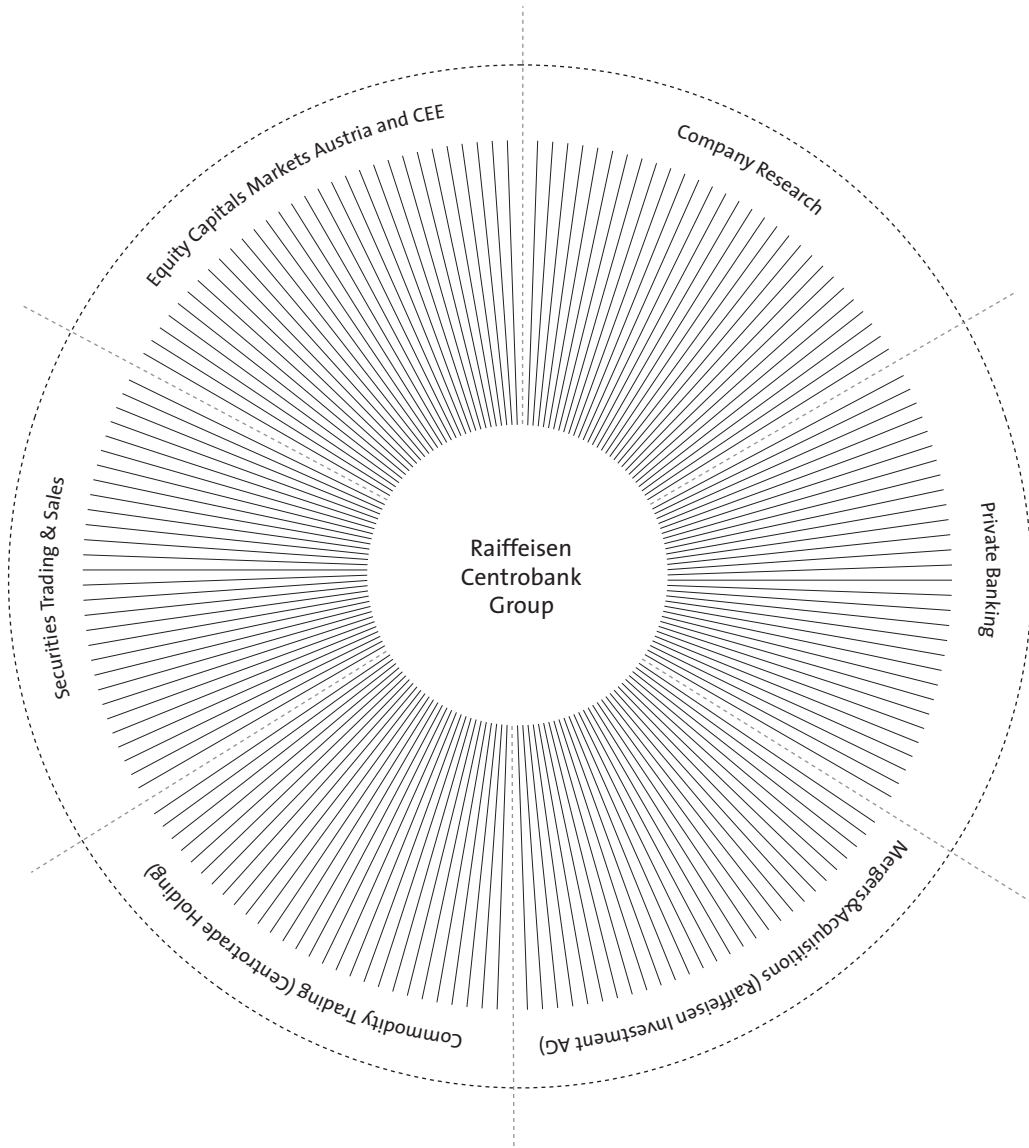 Equity Capitals Markets Austria and CEE
Company Research
Securities Trading & Sales
Raiffeisen
Centrobank
Group
Private Banking
Commodity Trading (Centrotrade Holding)
Mergers&Acquisitions (Raiffeisen Investment AG)